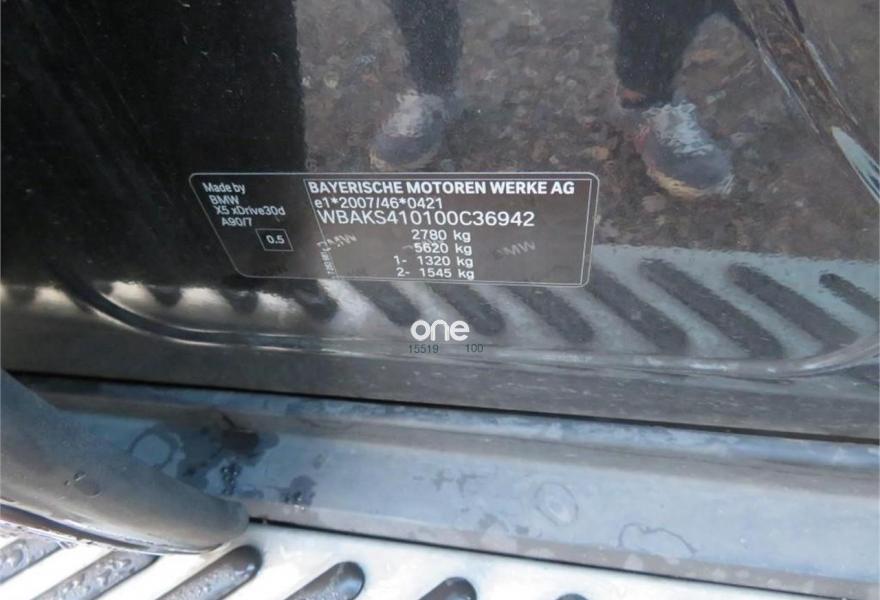 Made by
BMW
X5 xDrive30d
A90/7
0.5
BAYERISCHE MOTOREN WERKE AG
e1*2007/46*0421
WBAKS410100C36942
2780 kg
5620 kg
1- 1320 kg
2- 1545 kg
BMW
one
15519 100